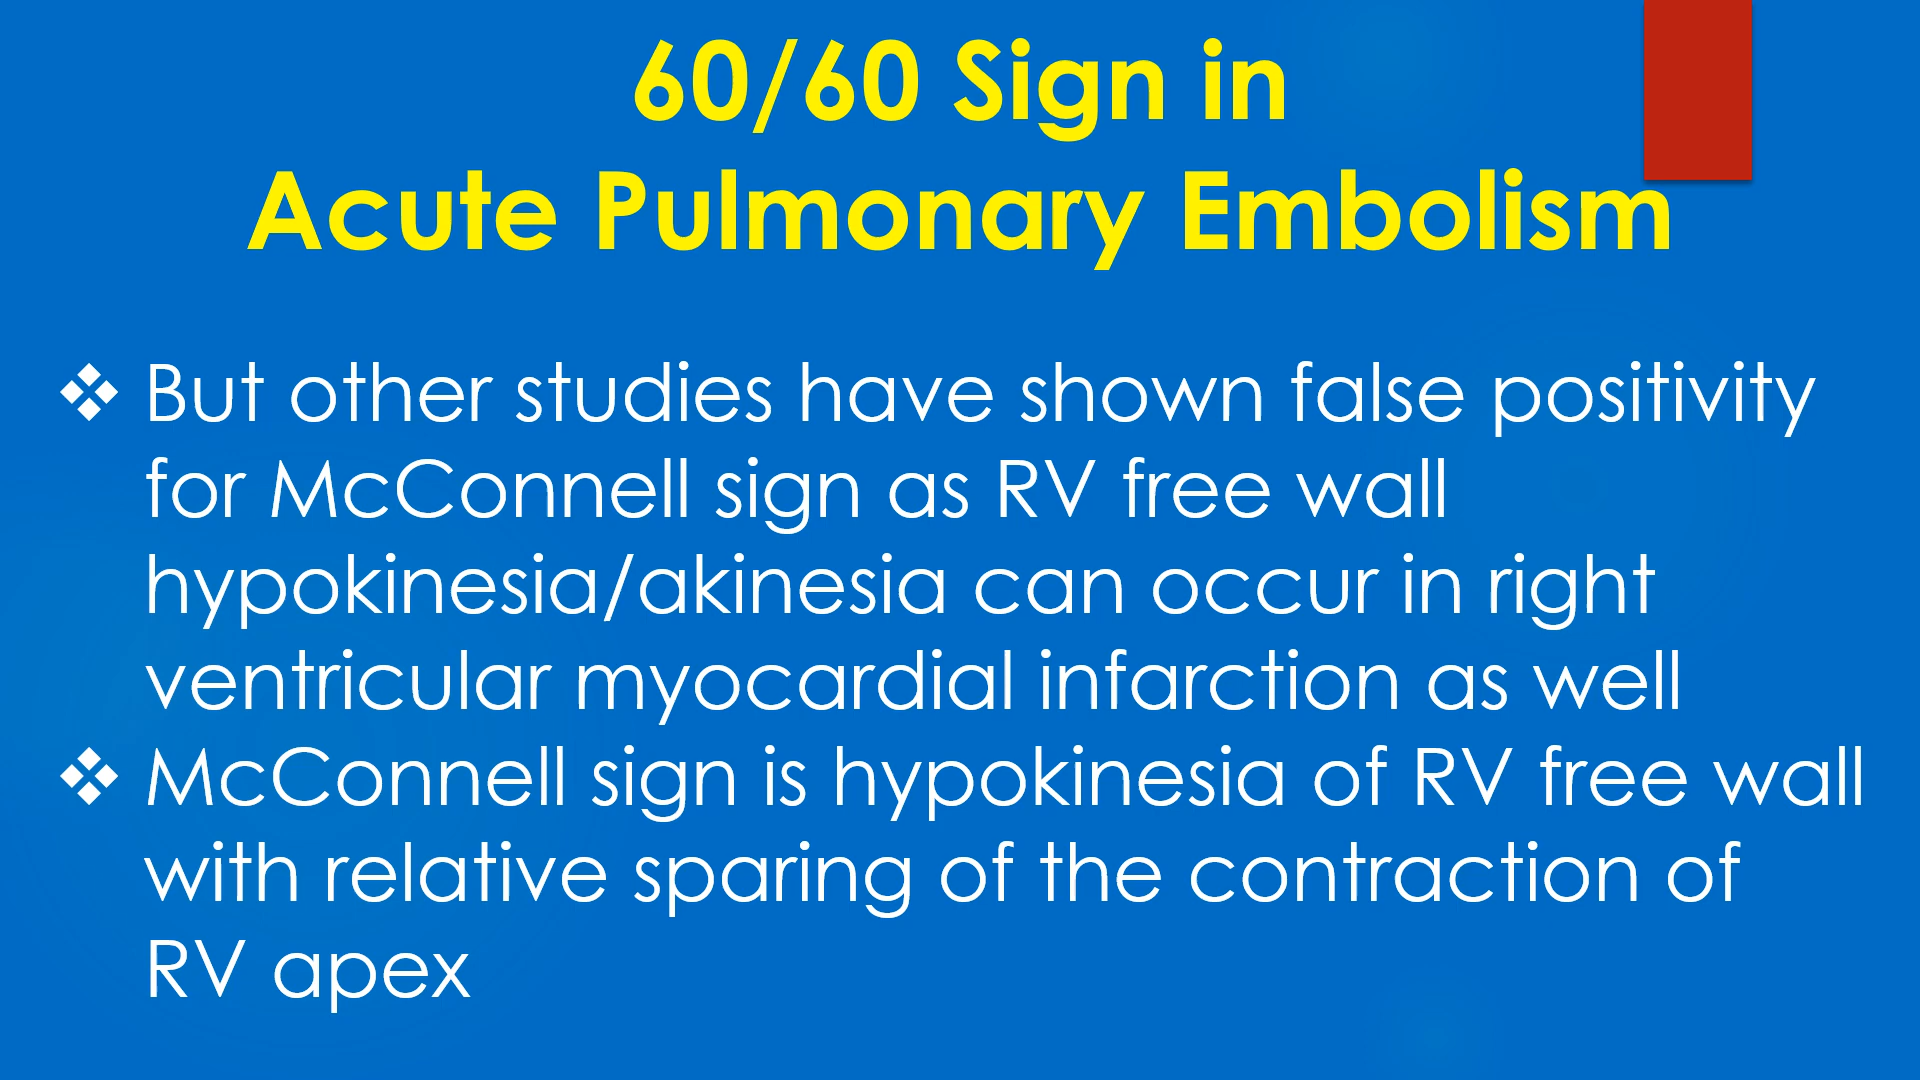 60/60 Sign in
Acute Pulmonary Embolism
❖ But other studies have shown false positivity
for McConnell sign as RV free wall
hypokinesia/akinesia can occur in right
ventricular myocardial infarction as well
❖ McConnell sign is hypokinesia of RV free wall
with relative sparing of the contraction of
RV apex